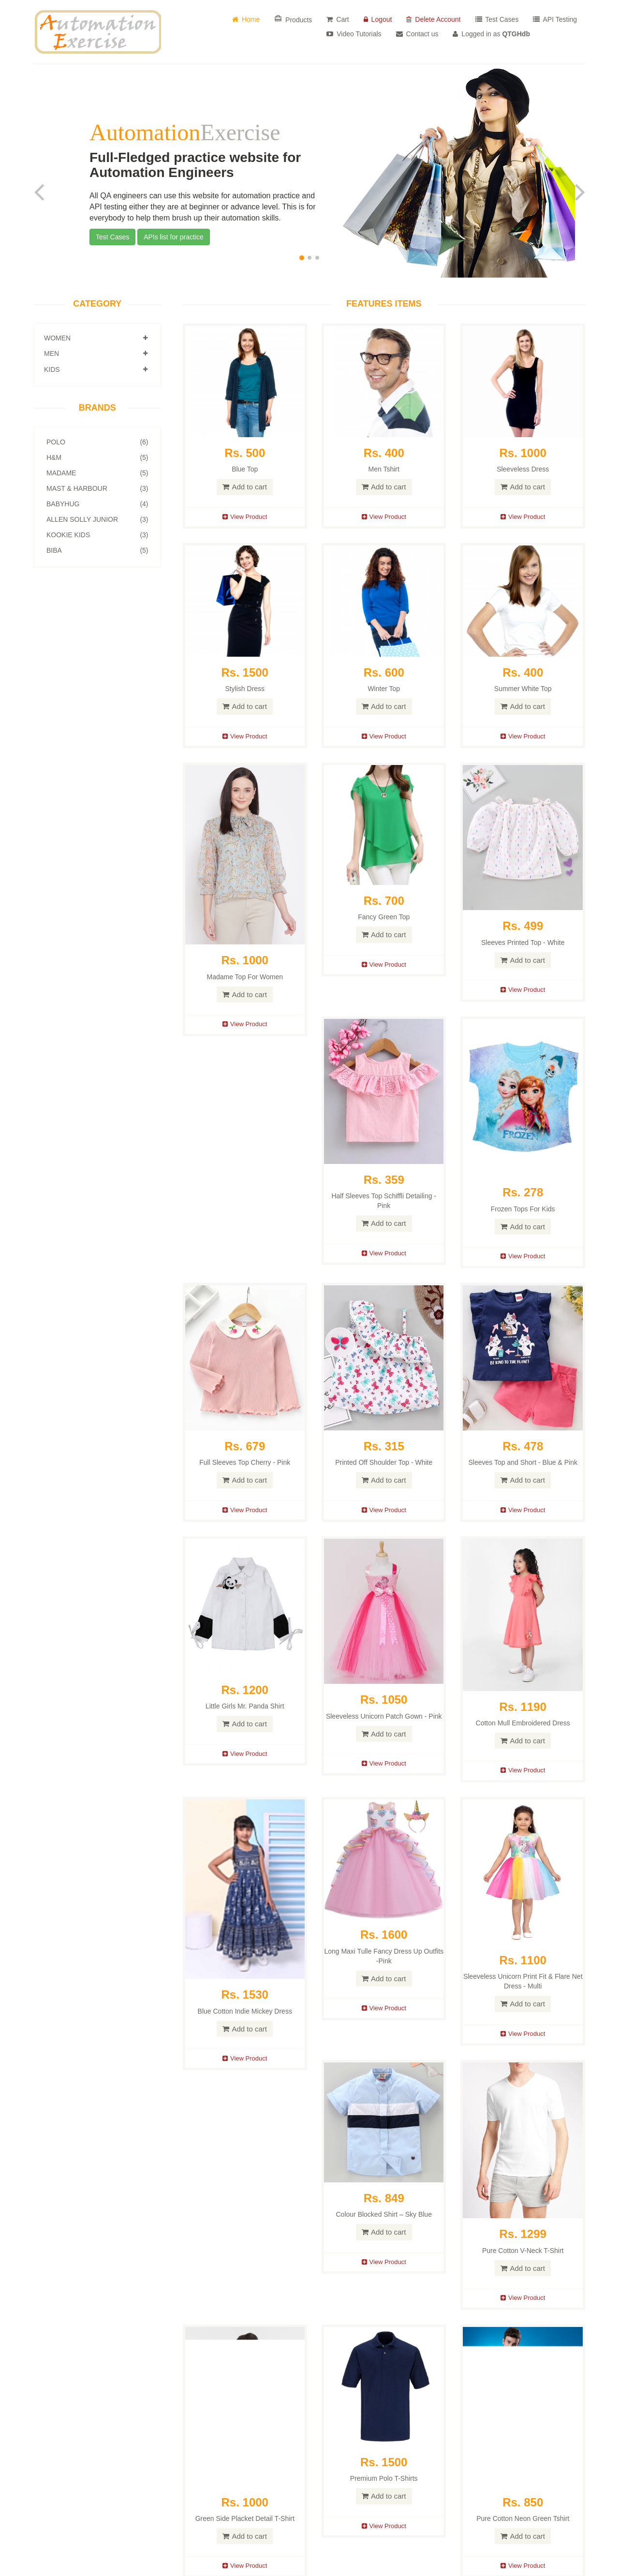 Automation
Exercise
Home
Products
Cart
Logout
Delete Account
Test Cases
API Testing
Video Tutorials
Contact us
Logged in as QTGHdb
AutomationExercise
Full-Fledged practice website for
Automation Engineers
All QA engineers can use this website for automation practice and
API testing either they are at beginner or advance level. This is for
everybody to help them brush up their automation skills.
Test Cases
APIs list for practice
CATEGORY
WOMEN
MEN
KIDS
BRANDS
POLO (6)
H&M (5)
MADAME (5)
MAST & HARBOUR (3)
BABYHUG (4)
ALLEN SOLLY JUNIOR (3)
KOOKIE KIDS (3)
BIBA (5)
FEATURES ITEMS
Rs. 500
Blue Top
Add to cart
View Product
Rs. 400
Men Tshirt
Add to cart
View Product
Rs. 1000
Sleeveless Dress
Add to cart
View Product
Rs. 1500
Stylish Dress
Add to cart
View Product
Rs. 600
Winter Top
Add to cart
View Product
Rs. 400
Summer White Top
Add to cart
View Product
Rs. 1000
Madame Top For Women
Add to cart
View Product
Rs. 700
Fancy Green Top
Add to cart
View Product
Rs. 499
Sleeves Printed Top - White
Add to cart
View Product
Rs. 359
Half Sleeves Top Schiffli Detailing -
Pink
Add to cart
View Product
FROZEN
Rs. 278
Frozen Tops For Kids
Add to cart
View Product
Rs. 679
Full Sleeves Top Cherry - Pink
Add to cart
View Product
Rs. 315
Printed Off Shoulder Top - White
Add to cart
View Product
BE KIND TO THE PLANET
Rs. 478
Sleeves Top and Short - Blue & Pink
Add to cart
View Product
Rs. 1200
Little Girls Mr. Panda Shirt
Add to cart
View Product
Rs. 1050
Sleeveless Unicorn Patch Gown - Pink
Add to cart
View Product
Rs. 1190
Cotton Mull Embroidered Dress
Add to cart
View Product
Rs. 1530
Blue Cotton Indie Mickey Dress
Add to cart
View Product
Rs. 1600
Long Maxi Tulle Fancy Dress Up Outfits
-Pink
Add to cart
View Product
Rs. 1100
Sleeveless Unicorn Print Fit & Flare Net
Dress - Multi
Add to cart
View Product
Rs. 849
Colour Blocked Shirt – Sky Blue
Add to cart
View Product
Rs. 1299
Pure Cotton V-Neck T-Shirt
Add to cart
View Product
Rs. 1000
Green Side Placket Detail T-Shirt
Add to cart
View Product
Rs. 1500
Premium Polo T-Shirts
Add to cart
View Product
Rs. 850
Pure Cotton Neon Green Tshirt
Add to cart
View Product